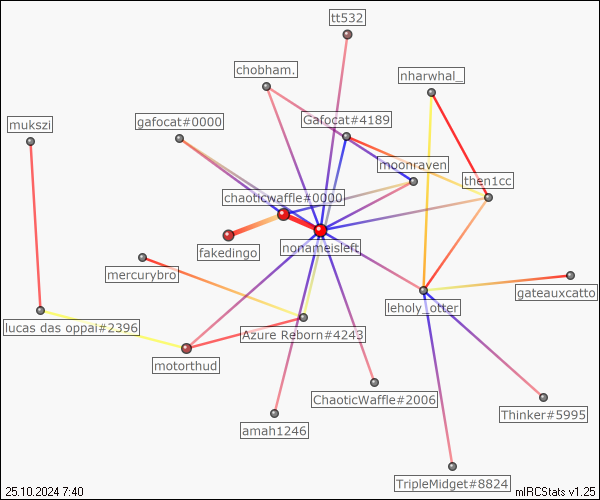 tt532
chobham.
nharwhal_
Gafocat#4189
gafocat#0000
mukszi
moonraven
then1cc
chaoticwaffle#0000
nonameisleft
fakedingo
mercurybro
gateauxcatto
leholy_otter
lucas das oppai#2396
Azure Reborn#4243
motorthud
ChaoticWaffle#2006
Thinker#5995
amah1246
TripleMidget#8824
25.10.2024 7:40
mIRCStats v1.25